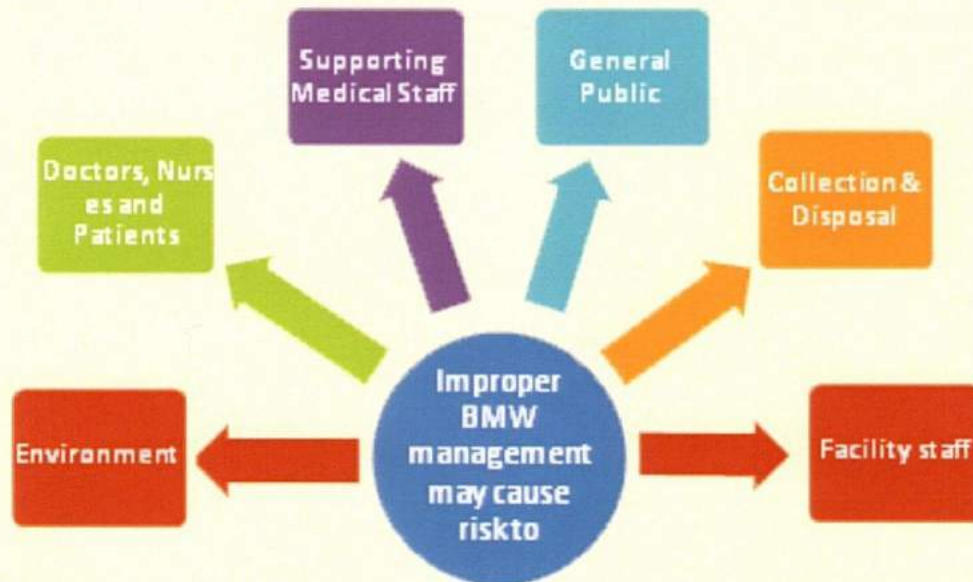 Supporting
Medical Staff
General
Public
Doctors, Nurs
es and
Patients
Collection &
Disposal
Environment
Improper
BMW
management
may cause
riskto
Facility staff